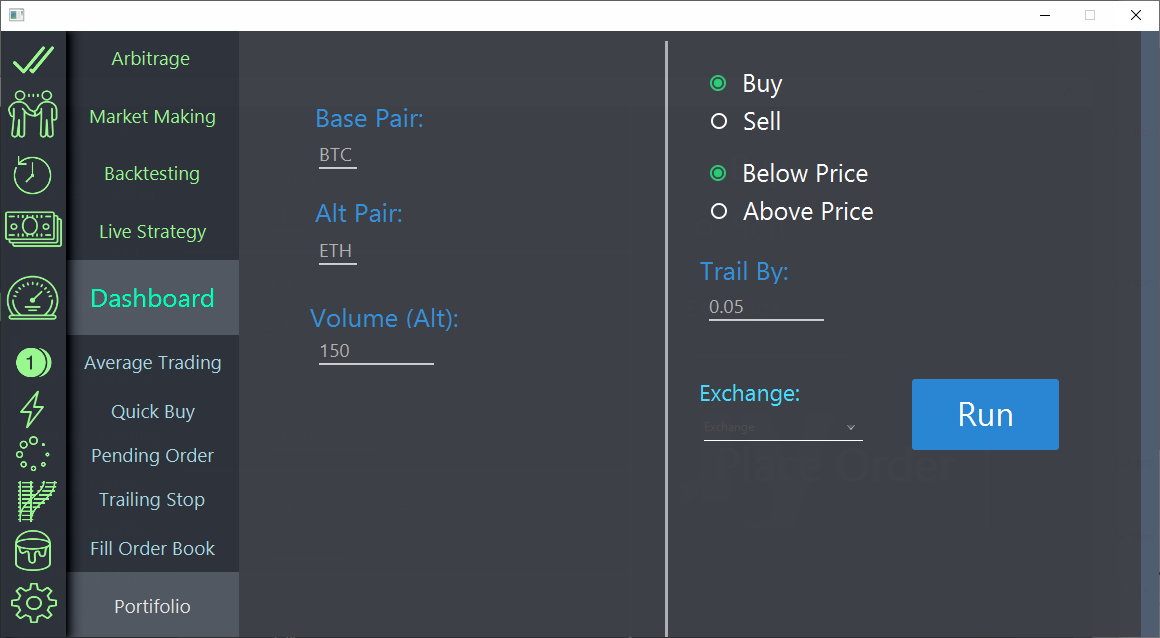 Arbitrage
Market Making
Backtesting
Live Strategy
Dashboard
1
Average Trading
Quick Buy
Pending Order
Trailing Stop
Fill Order Book
Portifolio
Base Pair:
BTC
Alt Pair:
ETH
Volume (Alt):
150
Buy
Sell
Below Price
Above Price
Trail By:
0.05
Exchange:
Exchange
Run
Order